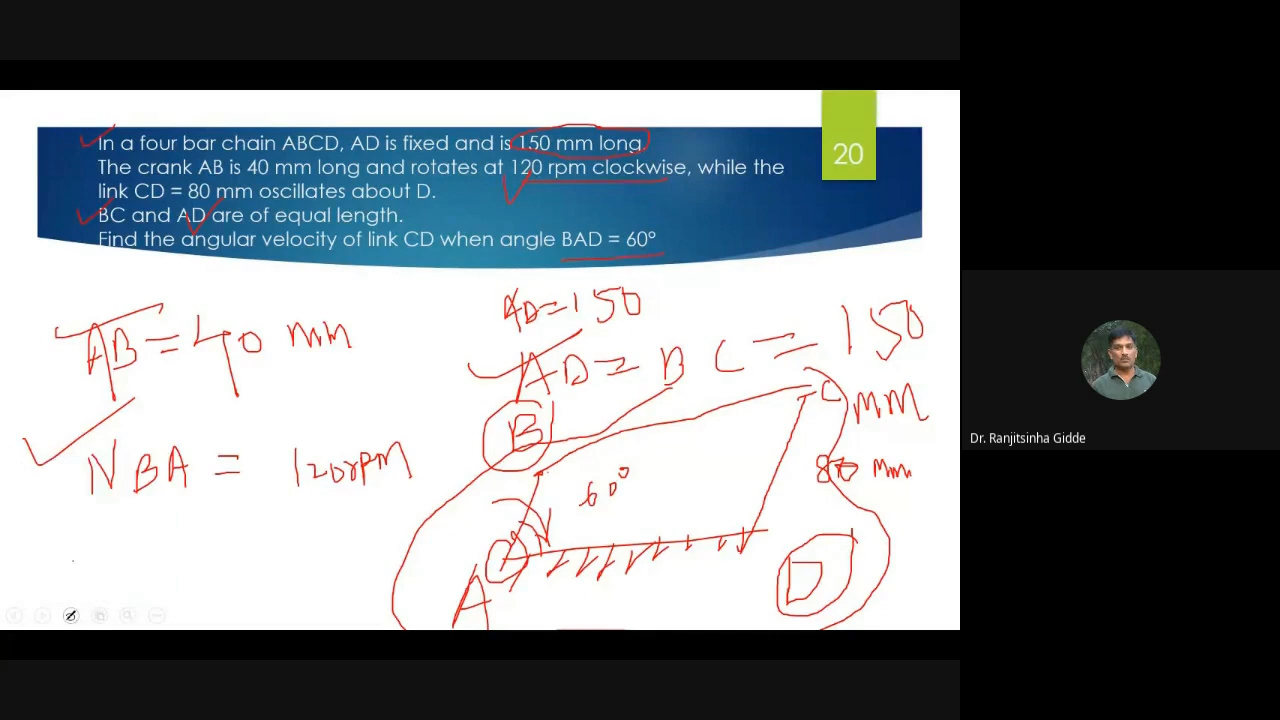 In a four bar chain ABCD, AD is fixed and is 150 mm long.
20
The crank AB is 40 mm long and rotates at 120 rpm clockwise, while the
link CD = 80 mm oscillates about D.
BC and AD are of equal length.
Find the angular velocity of link CD when angle BAD = 60°
AD=150
AB = 40 mm
AD = BC = 150
mm
B
C
NBA = 120rpm
60°
80 mm
A
D
Dr. Ranjitsinha Gidde